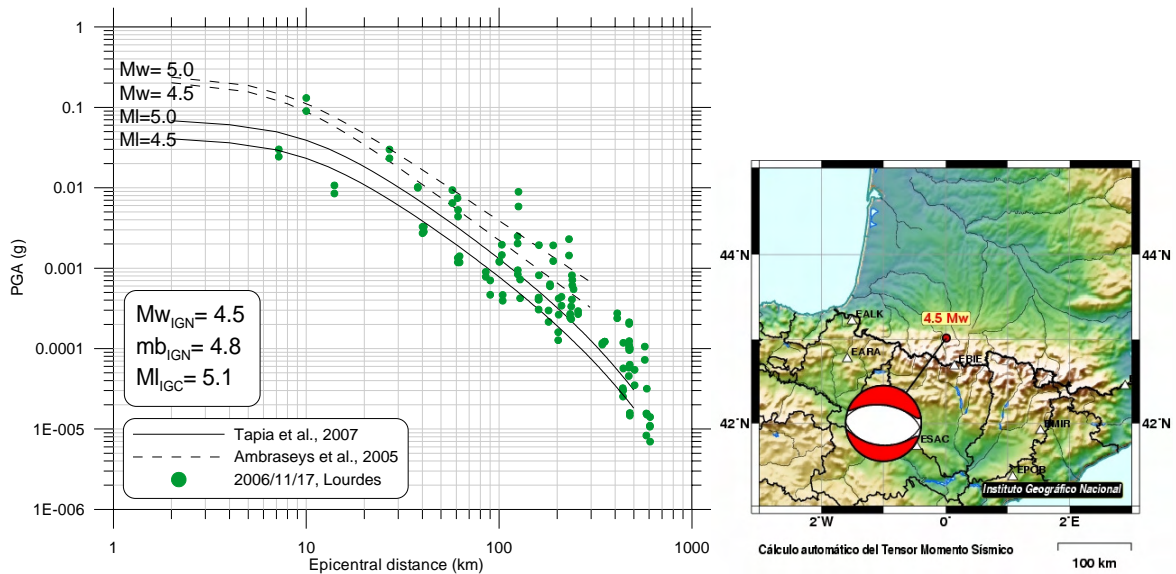 1
0.1
0.01
0.001
0.0001
1E-005
1E-006
PGA (g)
Mw= 5.0
Mw= 4.5
Ml=5.0
Ml=4.5
MwIGN= 4.5
mbIGN= 4.8
MlIGC= 5.1
Tapia et al., 2007
Ambraseys et al., 2005
2006/11/17, Lourdes
1 10 100 1000
Epicentral distance (km)
4.5 Mw
EALK
EARA
EBIE
ESAC
EMIR
EPOB
44˚N 44˚N
42˚N 42˚N
Instituto Geográfico Nacional
2˚W 0˚ 2˚E
Cálculo automático del Tensor Momento Sísmico
100 km